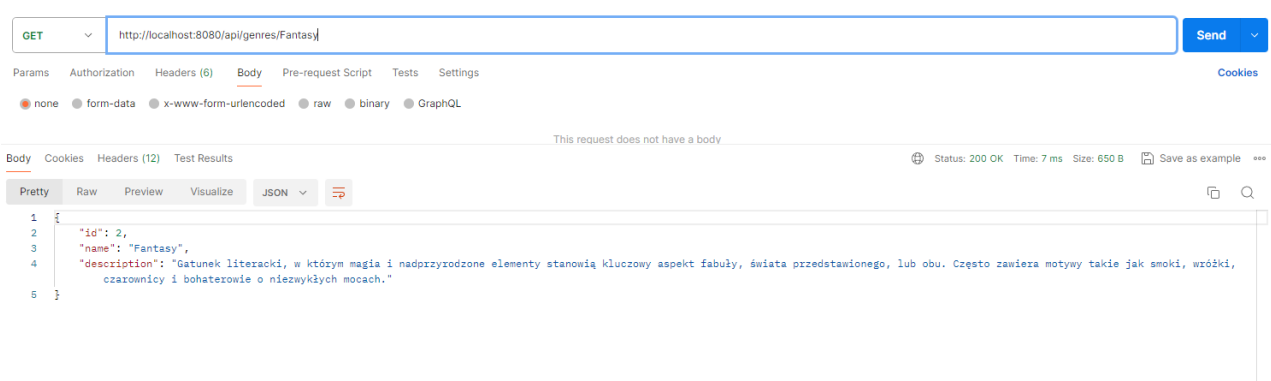 GET http://localhost:8080/api/genres/Fantasy Send
Params Authorization Headers (6) Body Pre-request Script Tests Settings Cookies
none form-data x-www-form-urlencoded raw binary GraphQL
This request does not have a body
Body Cookies Headers (12) Test Results Status: 200 OK Time: 7 ms Size: 650 B Save as example
Pretty Raw Preview Visualize JSON
1 {
2 "id": 2,
3 "name": "Fantasy",
4 "description": "Gatunek literacki, w którym magia i nadprzyrodzone elementy stanowią kluczowy aspekt fabuły, świata przedstawionego, lub obu. Często zawiera motywy takie jak smoki, wróżki,
czarownicy i bohaterowie o niezwykłych mocach."
5 }